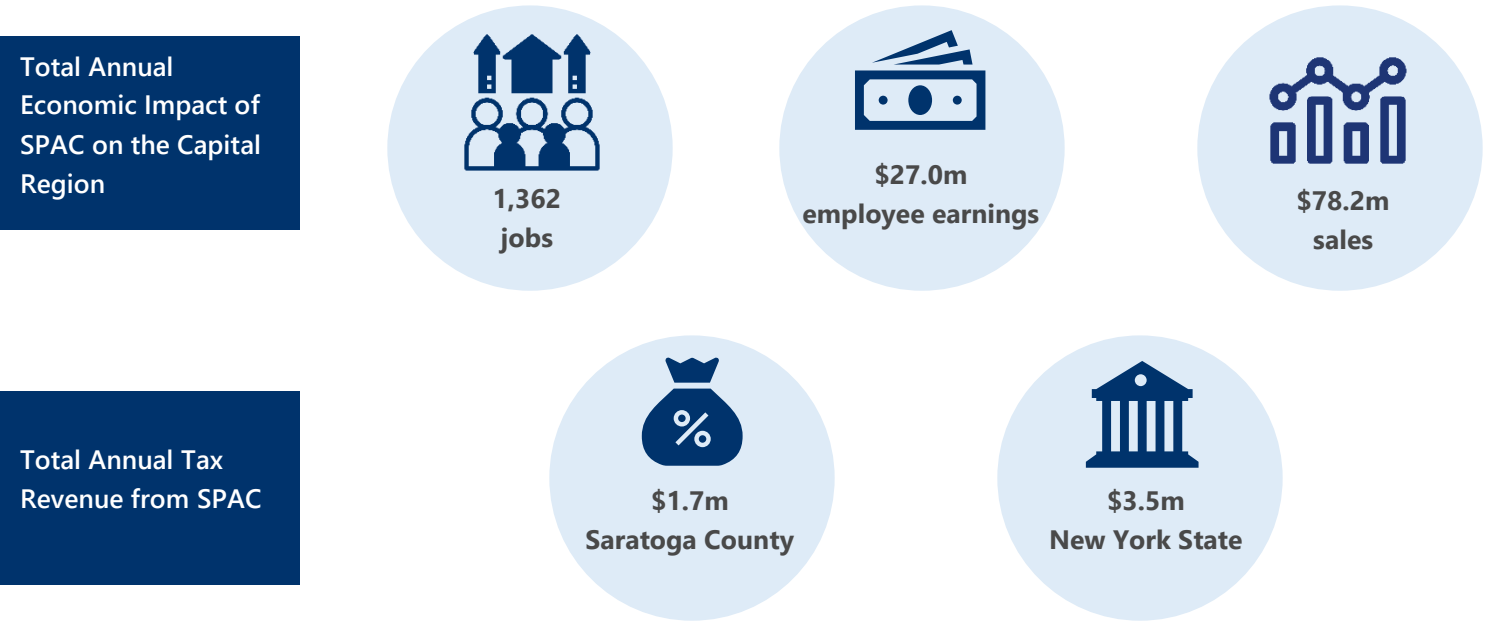 Total Annual
Economic Impact of
SPAC on the Capital
Region
1,362
jobs
$27.0m
employee earnings
$78.2m
sales
Total Annual Tax
Revenue from SPAC
%
$1.7m
Saratoga County
$3.5m
New York State